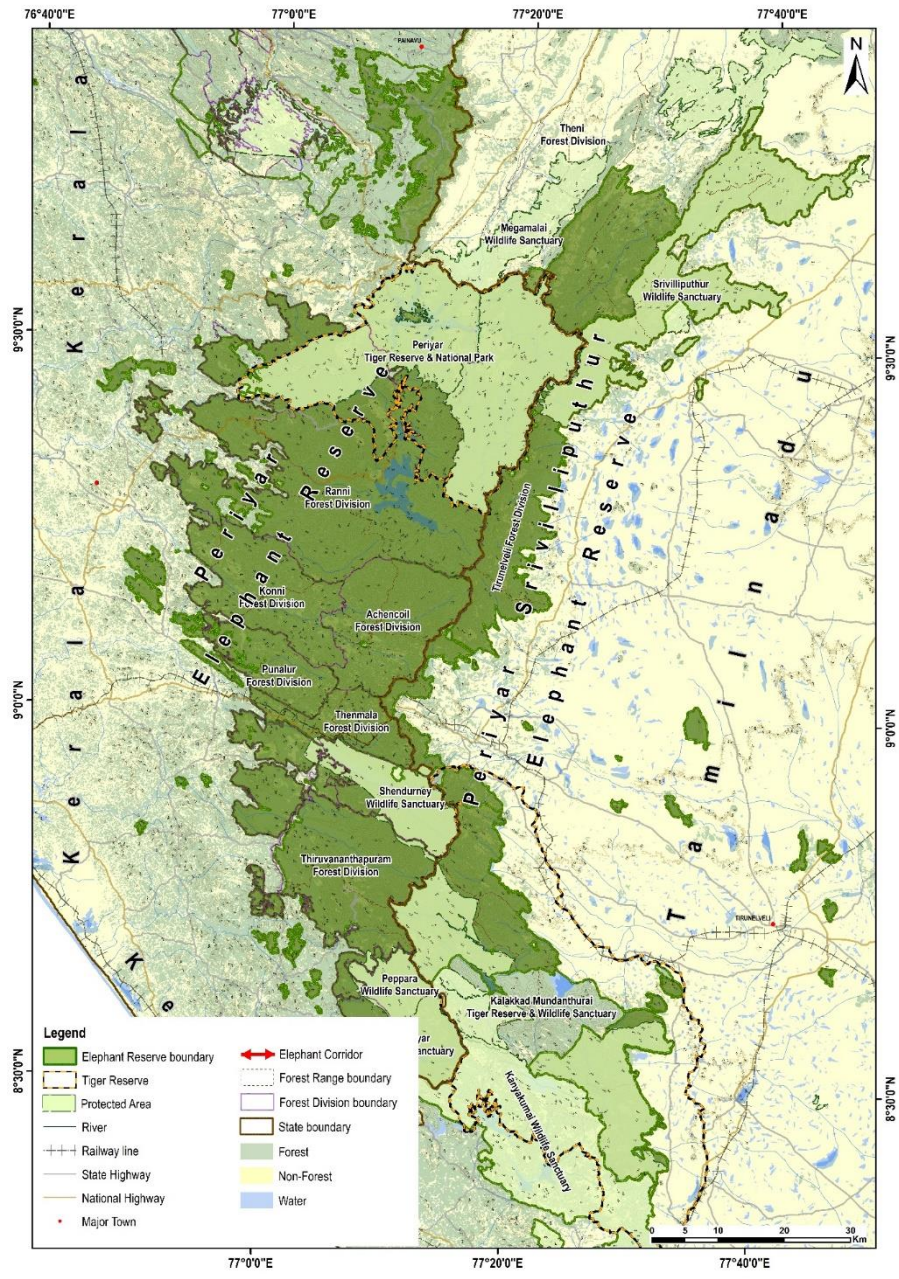 76°40'0"E
77°0'0"E
77°20'0"E
77°40'0"E
N
PAINAVU
Kerala
Theni
Forest Division
Megamalai
Wildlife Sanctuary
Srivilliputhur
Wildlife Sanctuary
9°30'0"N
9°30'0"N
Periyar
Tiger Reserve & National Park
Periyar
Elephant Reserve
Ranni
Forest Division
Tirunelveli Forest Division
Periyar Srivilliputhur
Elephant Reserve
Tamilnadu
Konni
Forest Division
Achencoil
Forest Division
Punalur
Forest Division
9°0'0"N
9°0'0"N
Thenmala
Forest Division
Kerala
Shendurney
Wildlife Sanctuary
Thiruvananthapuram
Forest Division
TIRUNELVELI
K e
Peppara
Wildlife Sanctuary
Kalakkad Mundanthurai
Tiger Reserve & Wildlife Sanctuary
yar
anctuary
Kanyakumai Wildlife Sanctuary
8°30'0"N
8°30'0"N
Legend
Elephant Reserve boundary
Tiger Reserve
Protected Area
River
Railway line
State Highway
National Highway
Major Town
Elephant Corridor
Forest Range boundary
Forest Division boundary
State boundary
Forest
Non-Forest
Water
0 5 10 20 30
Km
77°0'0"E
77°20'0"E
77°40'0"E